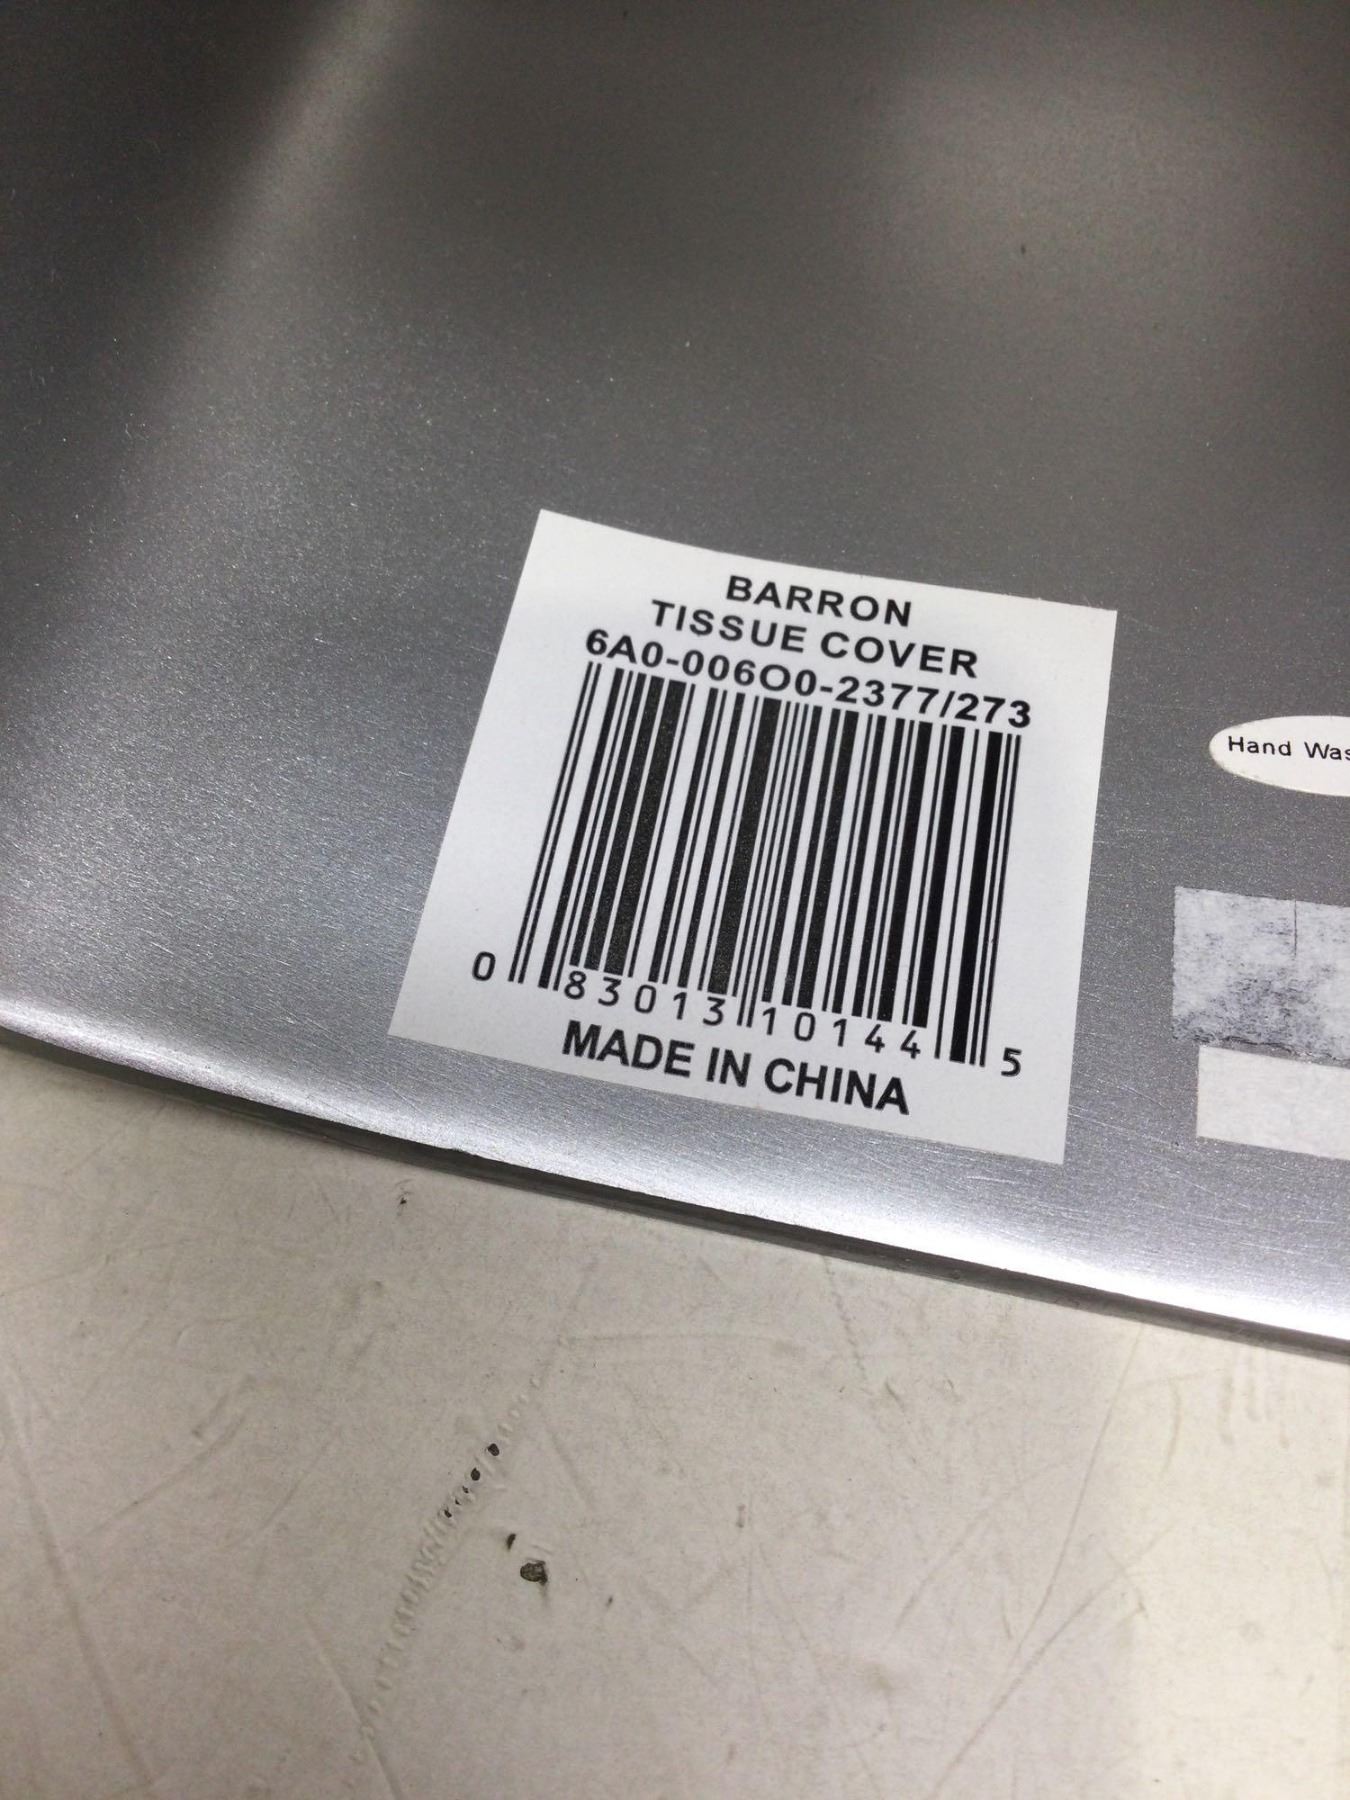 BARRON
TISSUE COVER
6A0-006O0-2377/273
0 83013 10144 5
MADE IN CHINA
Hand Was